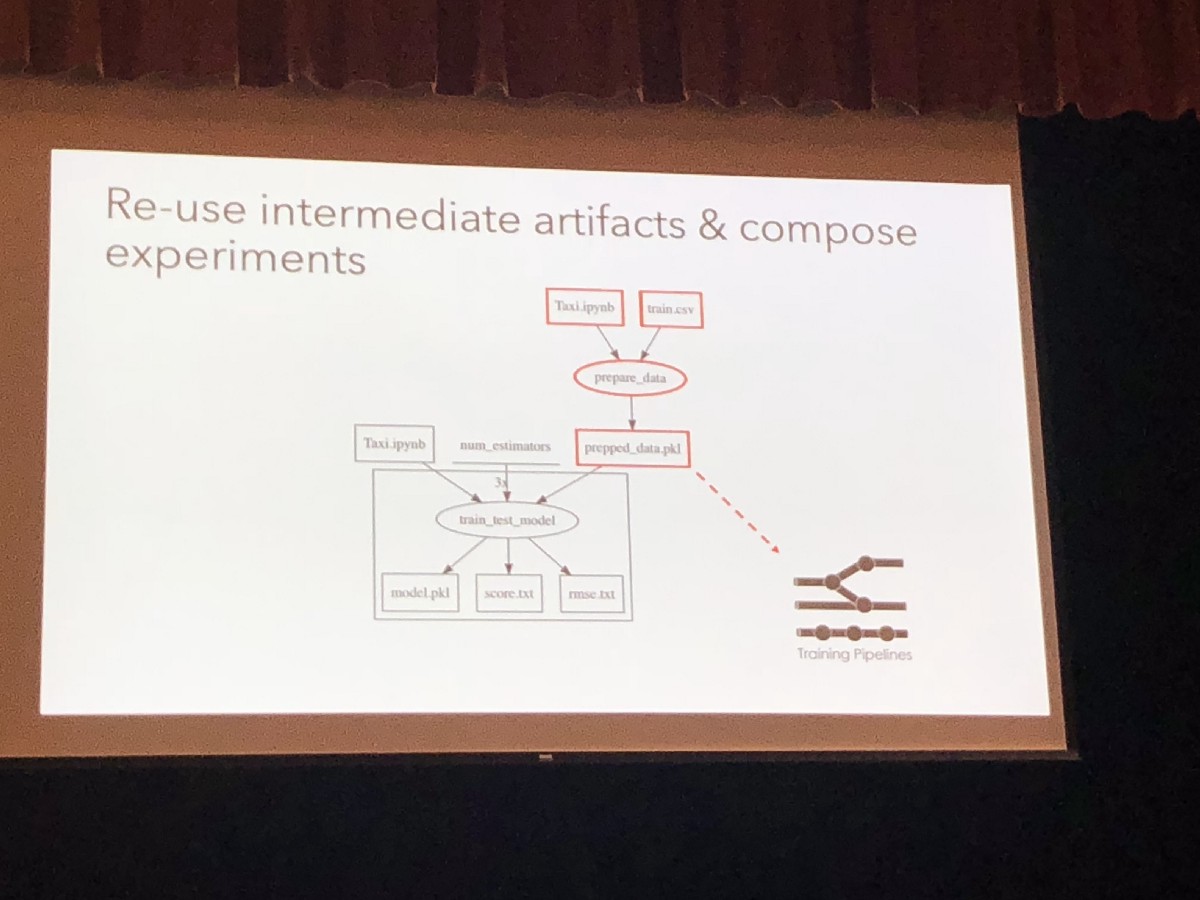 Re-use intermediate artifacts & compose
experiments
Taxi.ipynb
train.csv
prepare_data
Taxi.ipynb
num_estimators
prepped_data.pkl
3x
train_test_model
model.pkl
score.txt
rmse.txt
Training Pipelines